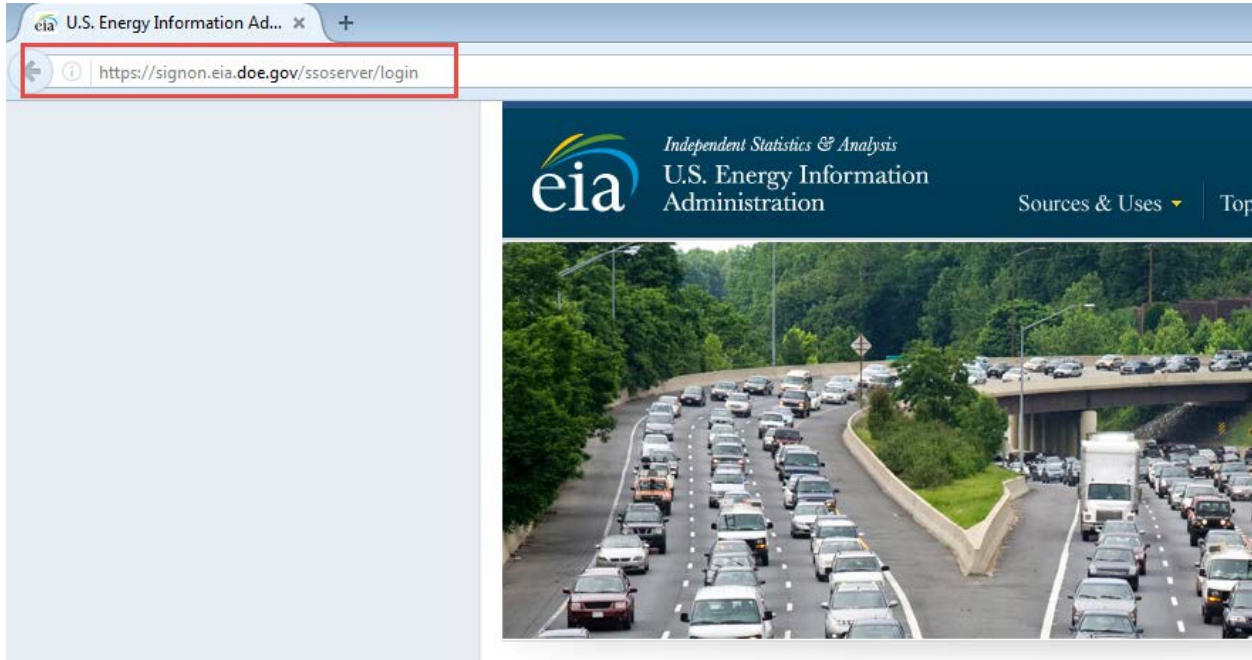 eia U.S. Energy Information Ad... × +
https://signon.eia.doe.gov/ssoserver/login
eia
Independent Statistics & Analysis
U.S. Energy Information
Administration
Sources & Uses
Top